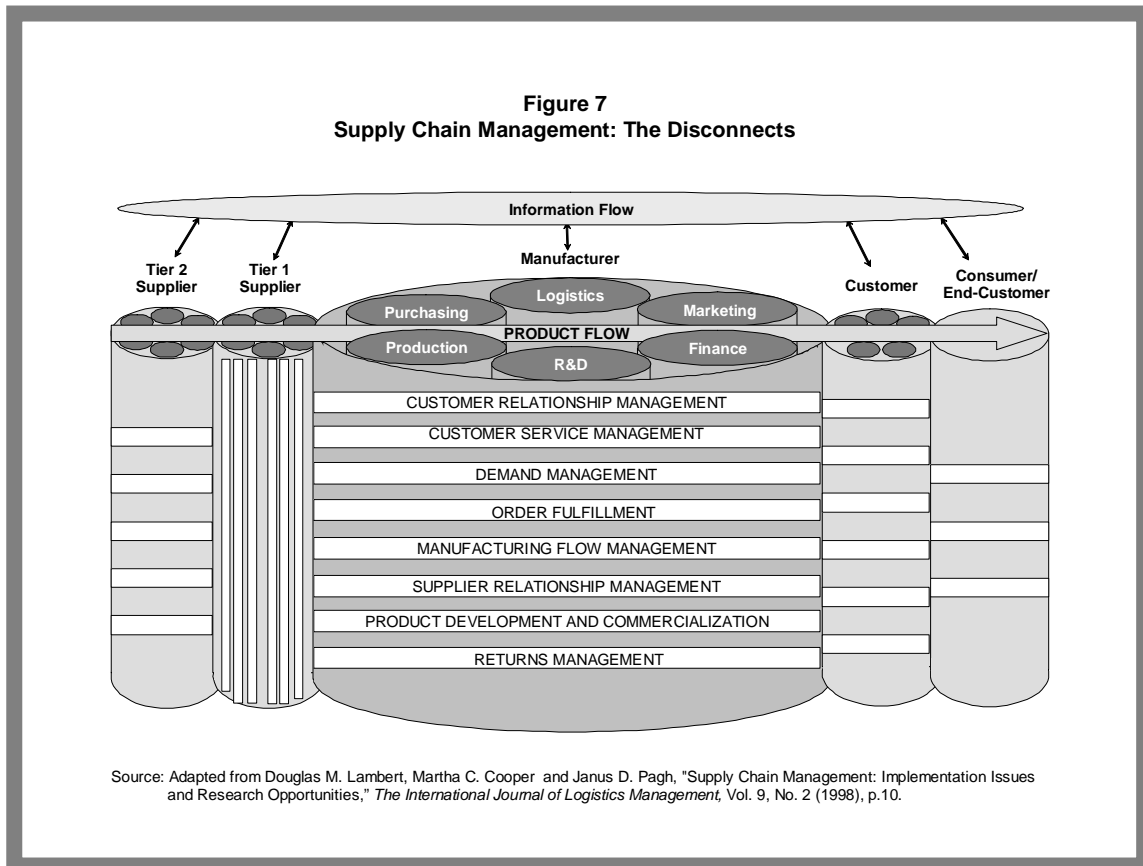 Figure 7
Supply Chain Management: The Disconnects
Information Flow
Tier 2
Supplier
Tier 1
Supplier
Manufacturer
Customer
Consumer/
End-Customer
Logistics
Purchasing
Marketing
PRODUCT FLOW
Production
Finance
R&D
CUSTOMER RELATIONSHIP MANAGEMENT
CUSTOMER SERVICE MANAGEMENT
DEMAND MANAGEMENT
ORDER FULFILLMENT
MANUFACTURING FLOW MANAGEMENT
SUPPLIER RELATIONSHIP MANAGEMENT
PRODUCT DEVELOPMENT AND COMMERCIALIZATION
RETURNS MANAGEMENT
Source: Adapted from Douglas M. Lambert, Martha C. Cooper and Janus D. Pagh, "Supply Chain Management: Implementation Issues
and Research Opportunities,” The International Journal of Logistics Management, Vol. 9, No. 2 (1998), p.10.